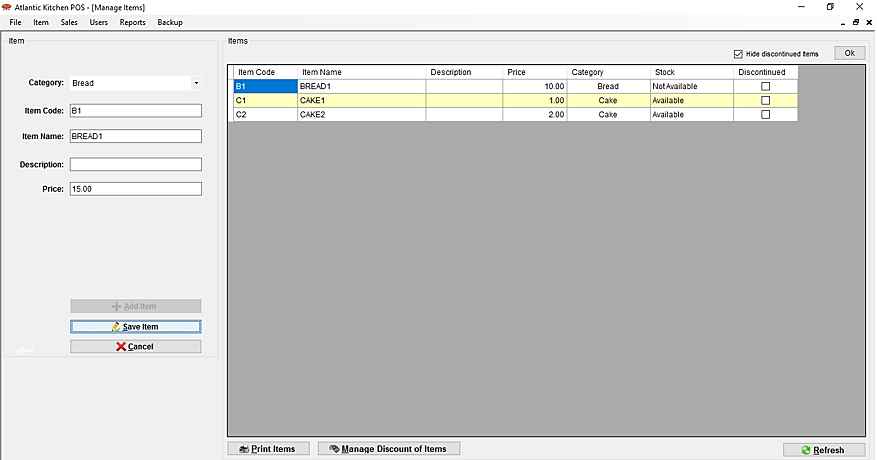 Atlantic Kitchen POS - [Manage Items]
File Item Sales Users Reports Backup
Item
Category: Bread
Item Code: B1
Item Name: BREAD1
Description:
Price: 15.00
Add Item
Save Item
Cancel
Items
Hide discontinued Items
Ok
Item Code Item Name Description Price Category Stock Discontinued
B1 BREAD1 10.00 Bread Not Available
C1 CAKE1 1.00 Cake Available
C2 CAKE2 2.00 Cake Available
Print Items
Manage Discount of Items
Refresh